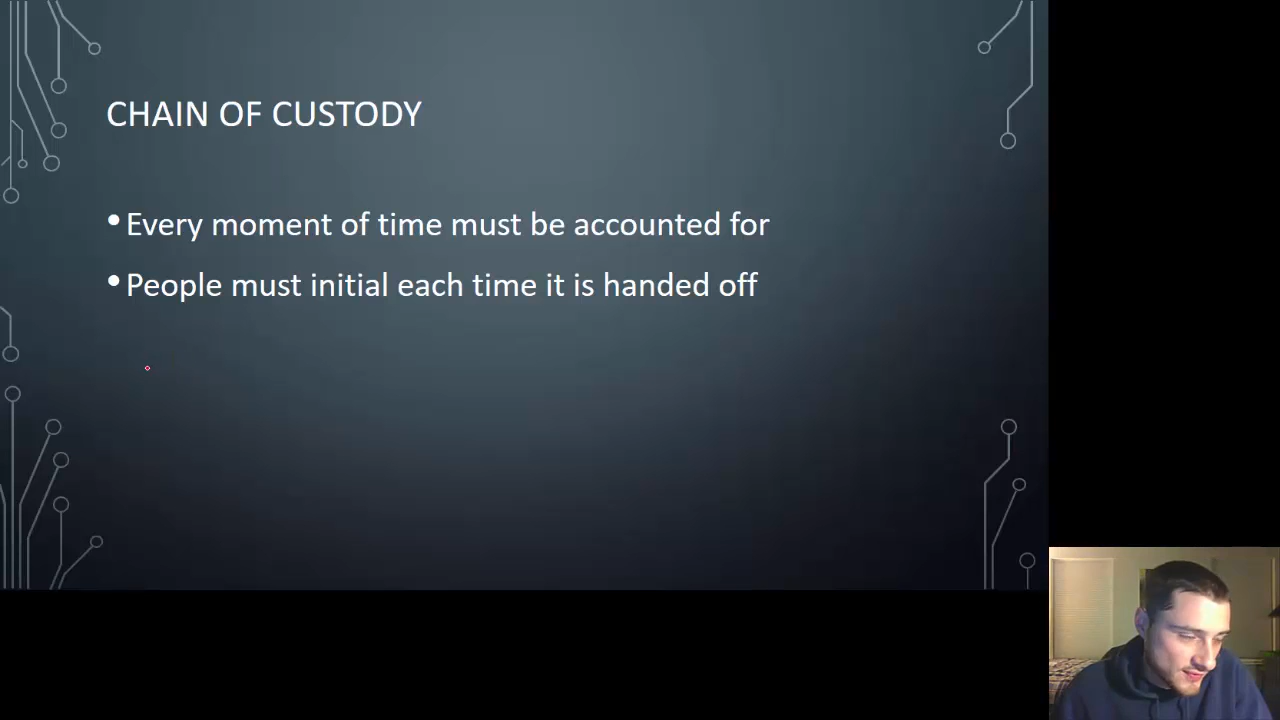 CHAIN OF CUSTODY
•Every moment of time must be accounted for
•People must initial each time it is handed off